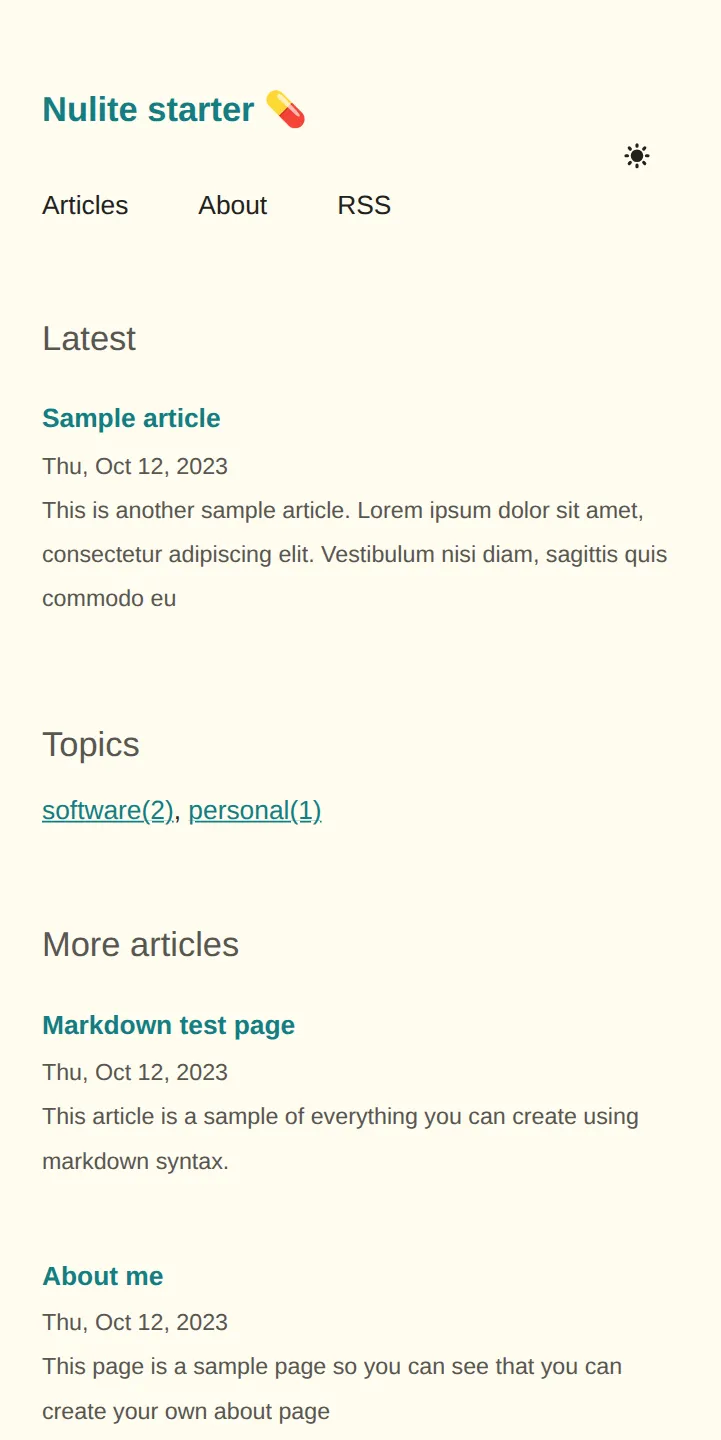 Nulite starter 💊
Articles About RSS
Latest
Sample article
Thu, Oct 12, 2023
This is another sample article. Lorem ipsum dolor sit amet,
consectetur adipiscing elit. Vestibulum nisi diam, sagittis quis
commodo eu
Topics
software(2), personal(1)
More articles
Markdown test page
Thu, Oct 12, 2023
This article is a sample of everything you can create using
markdown syntax.
About me
Thu, Oct 12, 2023
This page is a sample page so you can see that you can
create your own about page